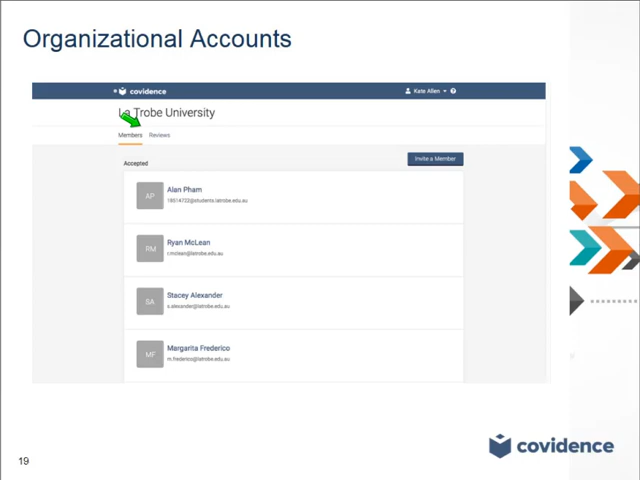 Organizational Accounts
covidence
Kate Allen
La Trobe University
Members Reviews
Accepted
Invite a Member
AP
Alan Pham
18514722@students.latrobe.edu.au
RM
Ryan McLean
r.mclean@latrobe.edu.au
SA
Stacey Alexander
s.alexander@latrobe.edu.au
MF
Margarita Frederico
m.frederico@latrobe.edu.au
covidence
19